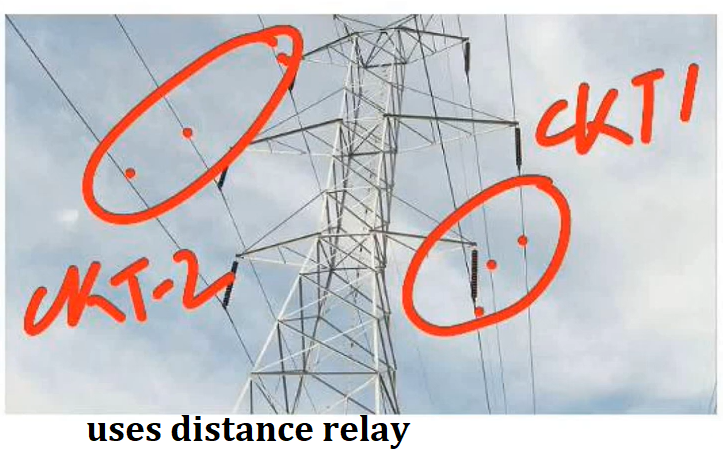 CKT1
CKT-2
uses distance relay